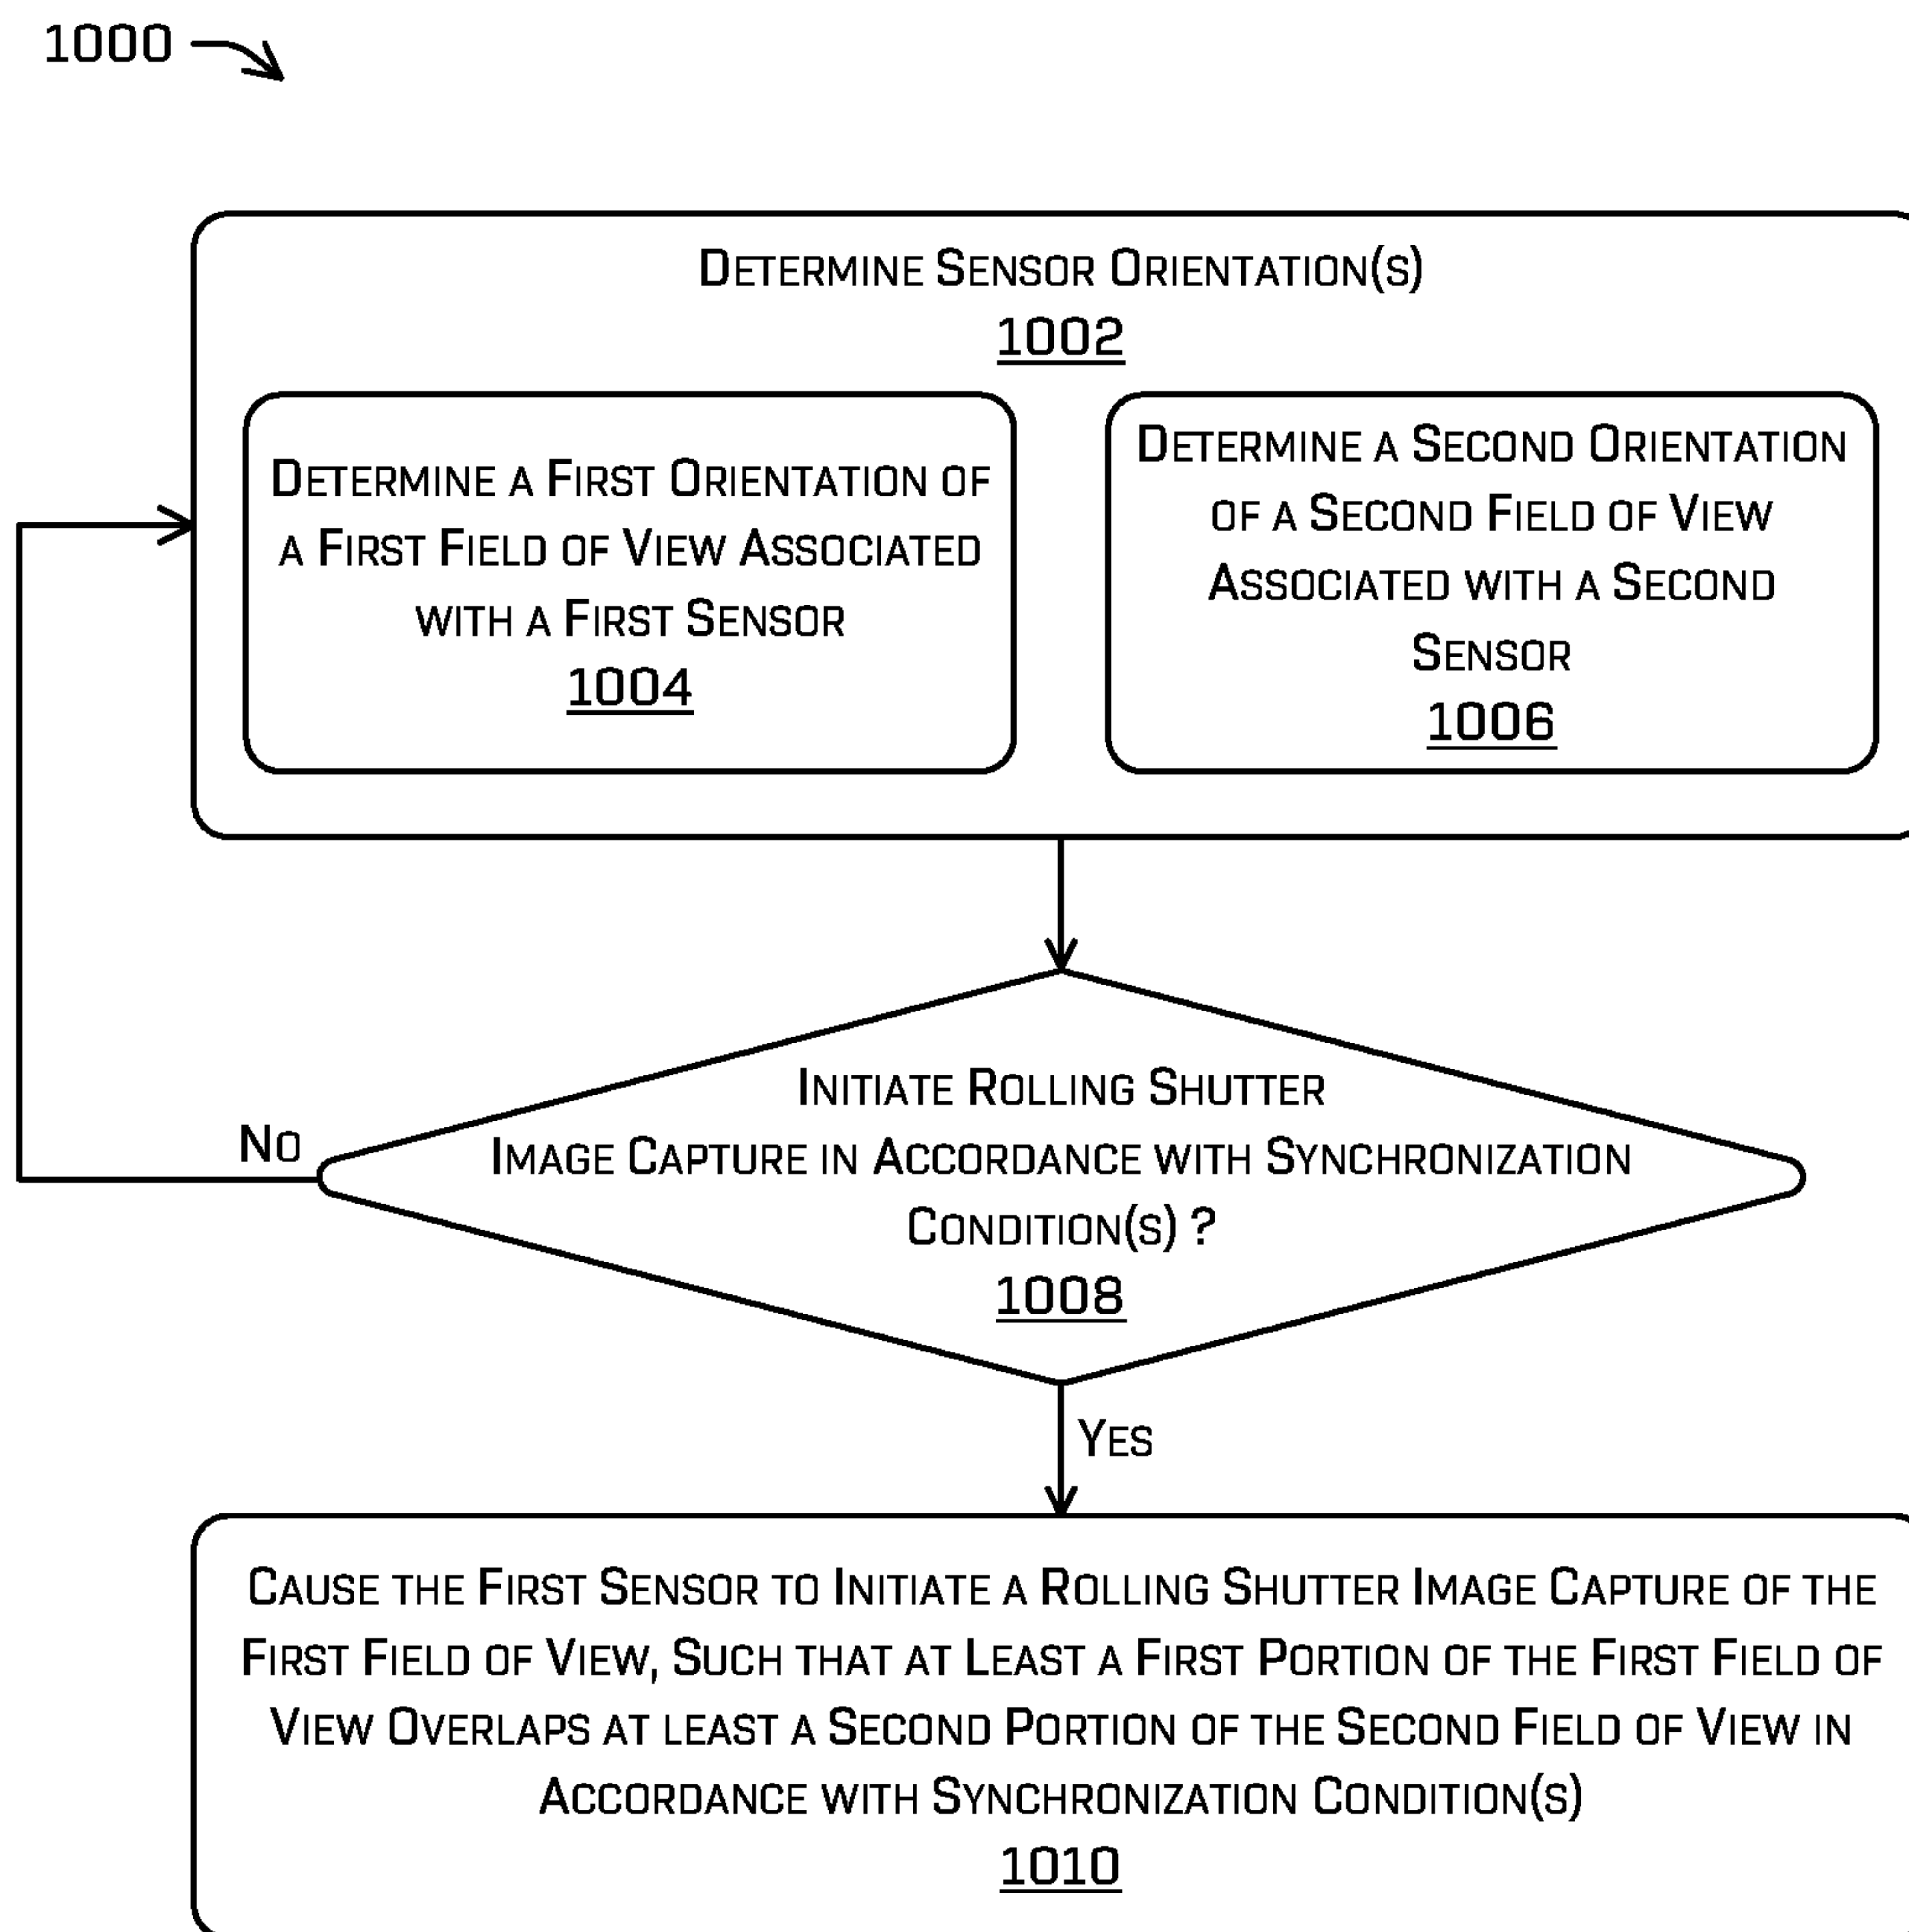 1000
Determine Sensor Orientation(s)
1002
Determine a First Orientation of
a First Field of View Associated
with a First Sensor
1004
Determine a Second Orientation
of a Second Field of View
Associated with a Second
Sensor
1006
Initiate Rolling Shutter
Image Capture in Accordance with Synchronization
Condition(s) ?
1008
No
Yes
Cause the First Sensor to Initiate a Rolling Shutter Image Capture of the
First Field of View, Such that at Least a First Portion of the First Field of
View Overlaps at least a Second Portion of the Second Field of View in
Accordance with Synchronization Condition(s)
1010